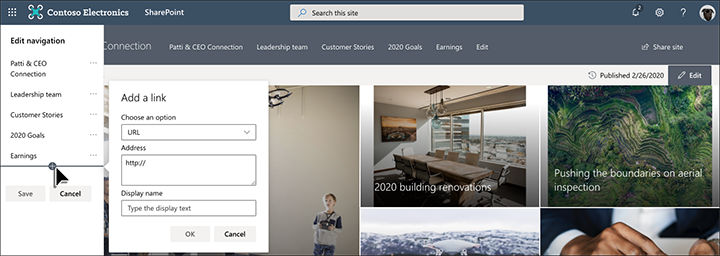 Contoso Electronics SharePoint Search this site 2 ?
Edit navigation
Connection Patti & CEO Connection Leadership team Customer Stories 2020 Goals Earnings Edit Share site
Patti & CEO
Connection
Leadership team
Customer Stories
2020 Goals
Earnings
Save Cancel
Published 2/26/2020 Edit
Add a link
Choose an option
URL
Address
http://
Display name
Type the display text
OK Cancel
2020 building renovations
Pushing the boundaries on aerial
inspection